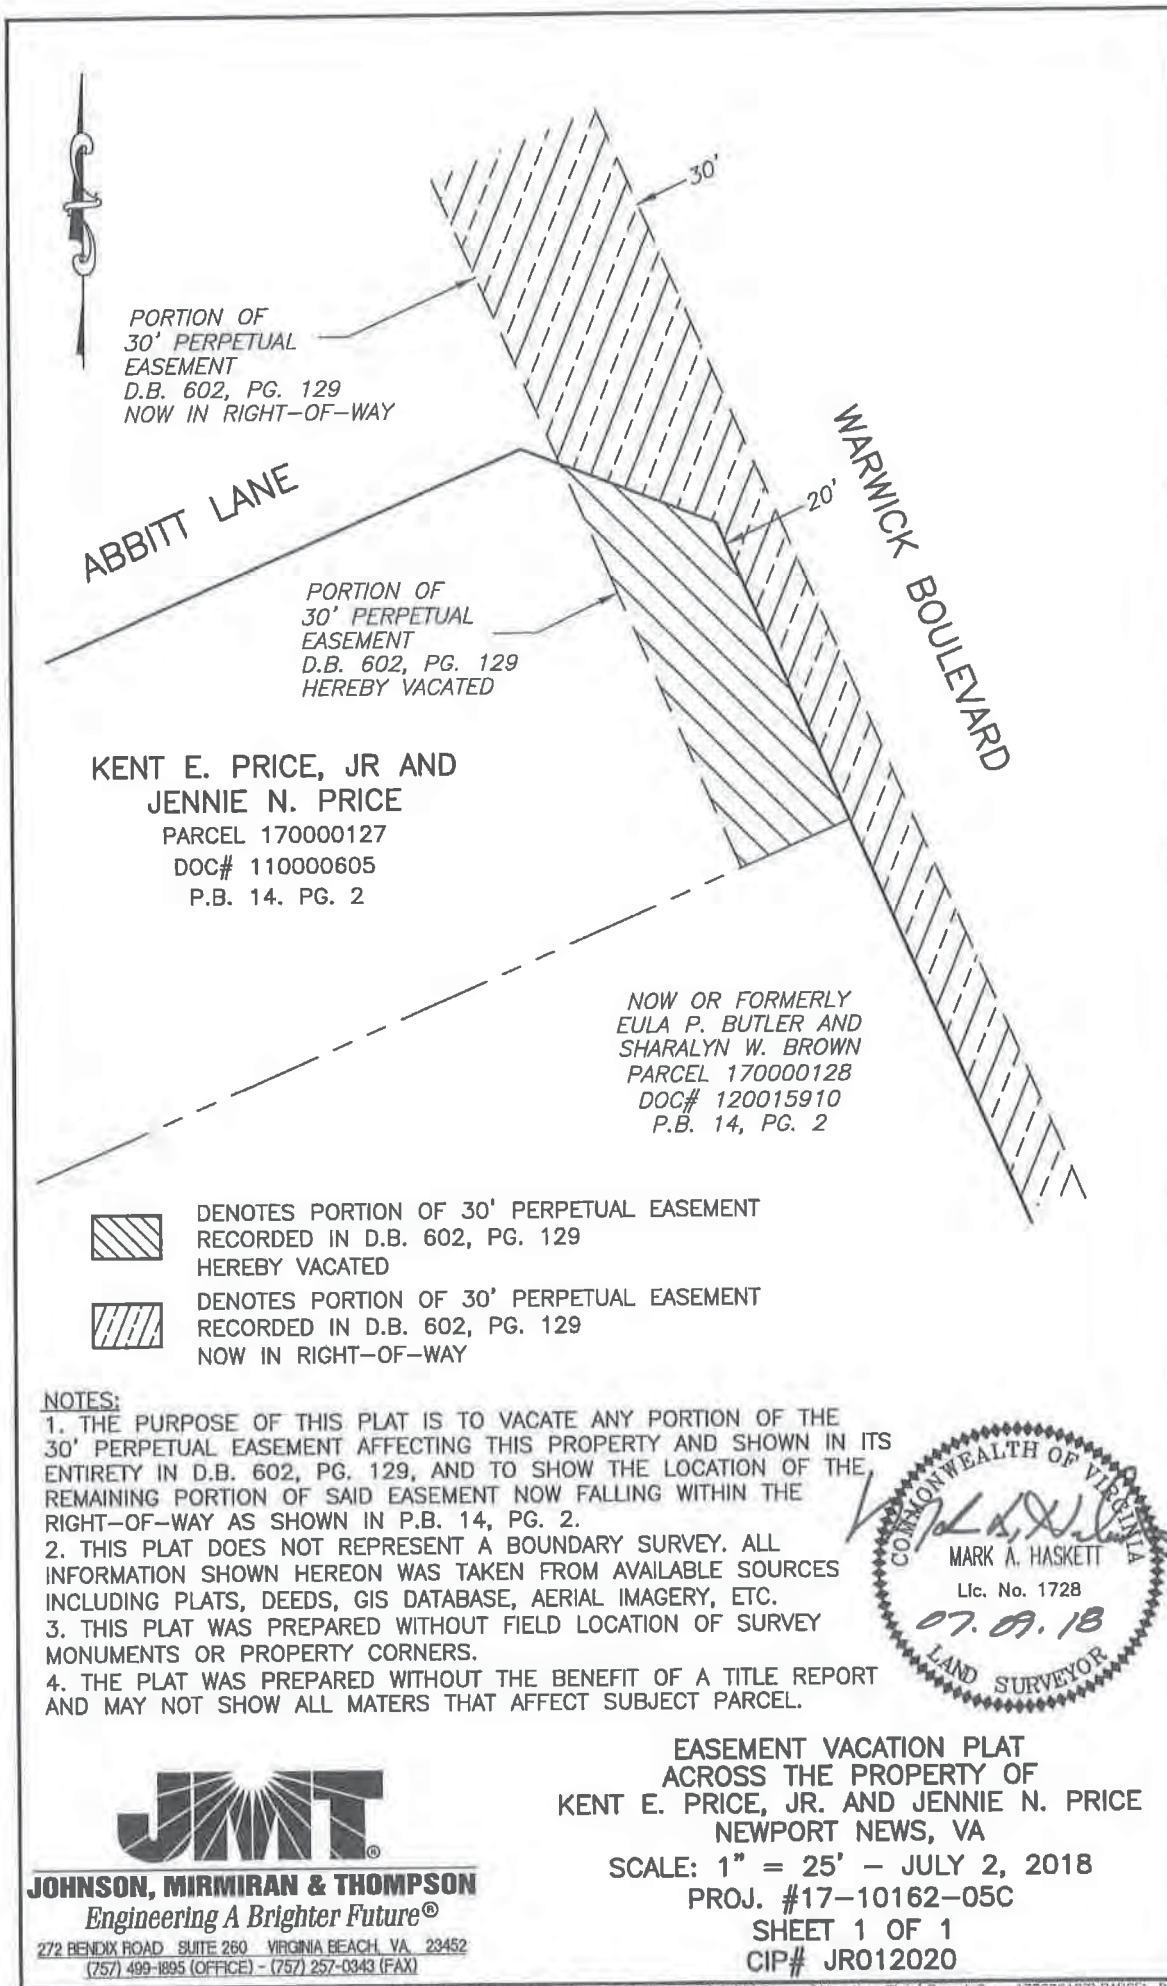 30'
PORTION OF
30' PERPETUAL
EASEMENT
D.B. 602, PG. 129
NOW IN RIGHT-OF-WAY
WARWICK BOULEVARD
ABBITT LANE
20'
PORTION OF
30' PERPETUAL
EASEMENT
D.B. 602, PG. 129
HEREBY VACATED
KENT E. PRICE, JR AND
JENNIE N. PRICE
PARCEL 170000127
DOC# 110000605
P.B. 14. PG. 2
NOW OR FORMERLY
EULA P. BUTLER AND
SHARALYN W. BROWN
PARCEL 170000128
DOC# 120015910
P.B. 14, PG. 2
DENOTES PORTION OF 30' PERPETUAL EASEMENT
RECORDED IN D.B. 602, PG. 129
HEREBY VACATED
DENOTES PORTION OF 30' PERPETUAL EASEMENT
RECORDED IN D.B. 602, PG. 129
NOW IN RIGHT-OF-WAY
NOTES:
1. THE PURPOSE OF THIS PLAT IS TO VACATE ANY PORTION OF THE
30' PERPETUAL EASEMENT AFFECTING THIS PROPERTY AND SHOWN IN ITS
ENTIRETY IN D.B. 602, PG. 129, AND TO SHOW THE LOCATION OF THE
REMAINING PORTION OF SAID EASEMENT NOW FALLING WITHIN THE
RIGHT-OF-WAY AS SHOWN IN P.B. 14, PG. 2.
2. THIS PLAT DOES NOT REPRESENT A BOUNDARY SURVEY. ALL
INFORMATION SHOWN HEREON WAS TAKEN FROM AVAILABLE SOURCES
INCLUDING PLATS, DEEDS, GIS DATABASE, AERIAL IMAGERY, ETC.
3. THIS PLAT WAS PREPARED WITHOUT FIELD LOCATION OF SURVEY
MONUMENTS OR PROPERTY CORNERS.
4. THE PLAT WAS PREPARED WITHOUT THE BENEFIT OF A TITLE REPORT
AND MAY NOT SHOW ALL MATERS THAT AFFECT SUBJECT PARCEL.
COMMONWEALTH OF VIRGINIA
MARK A. HASKETT
Lic. No. 1728
07.09.18
LAND SURVEYOR
JMT®
JOHNSON, MIRMIRAN & THOMPSON
Engineering A Brighter Future®
272 BENDIX ROAD SUITE 260 VIRGINIA BEACH, VA 23452
(757) 499-1895 (OFFICE) - (757) 257-0343 (FAX)
EASEMENT VACATION PLAT
ACROSS THE PROPERTY OF
KENT E. PRICE, JR. AND JENNIE N. PRICE
NEWPORT NEWS, VA
SCALE: 1" = 25' - JULY 2, 2018
PROJ. #17-10162-05C
SHEET 1 OF 1
CIP# JR012020